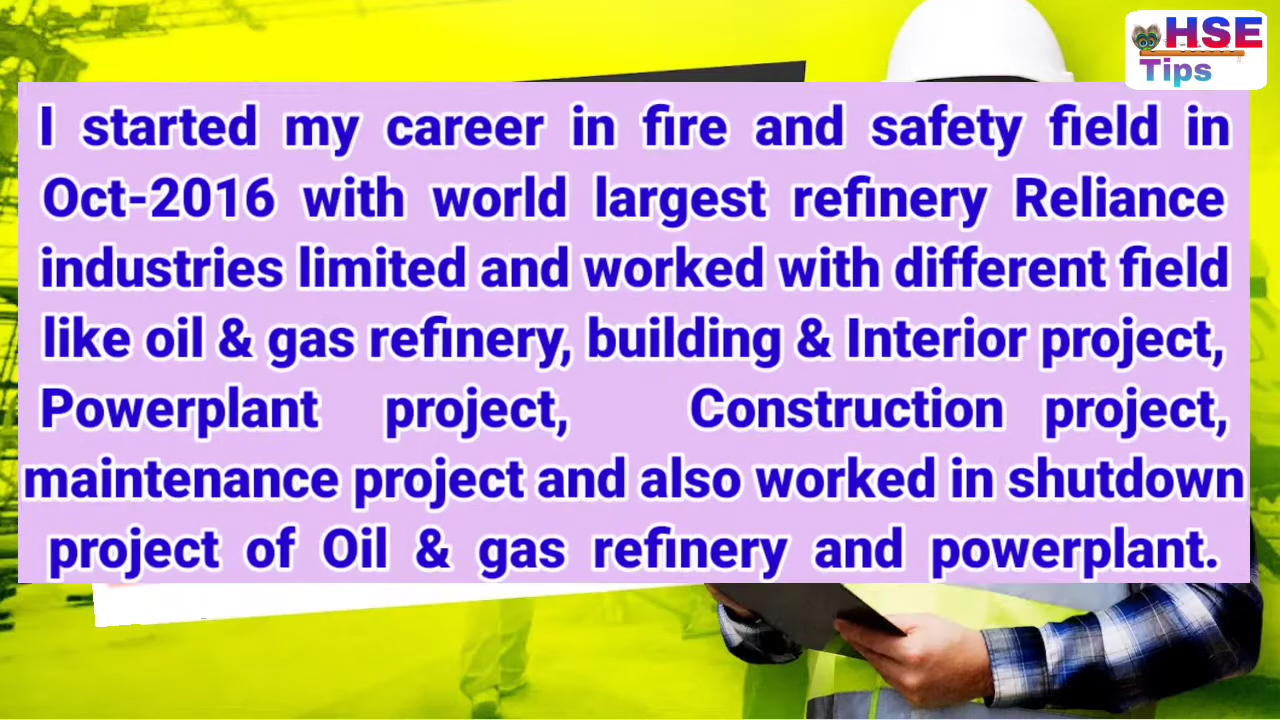 HSE
Tips
I started my career in fire and safety field in
Oct-2016 with world largest refinery Reliance
industries limited and worked with different field
like oil & gas refinery, building & Interior project,
Powerplant project, Construction project,
maintenance project and also worked in shutdown
project of Oil & gas refinery and powerplant.